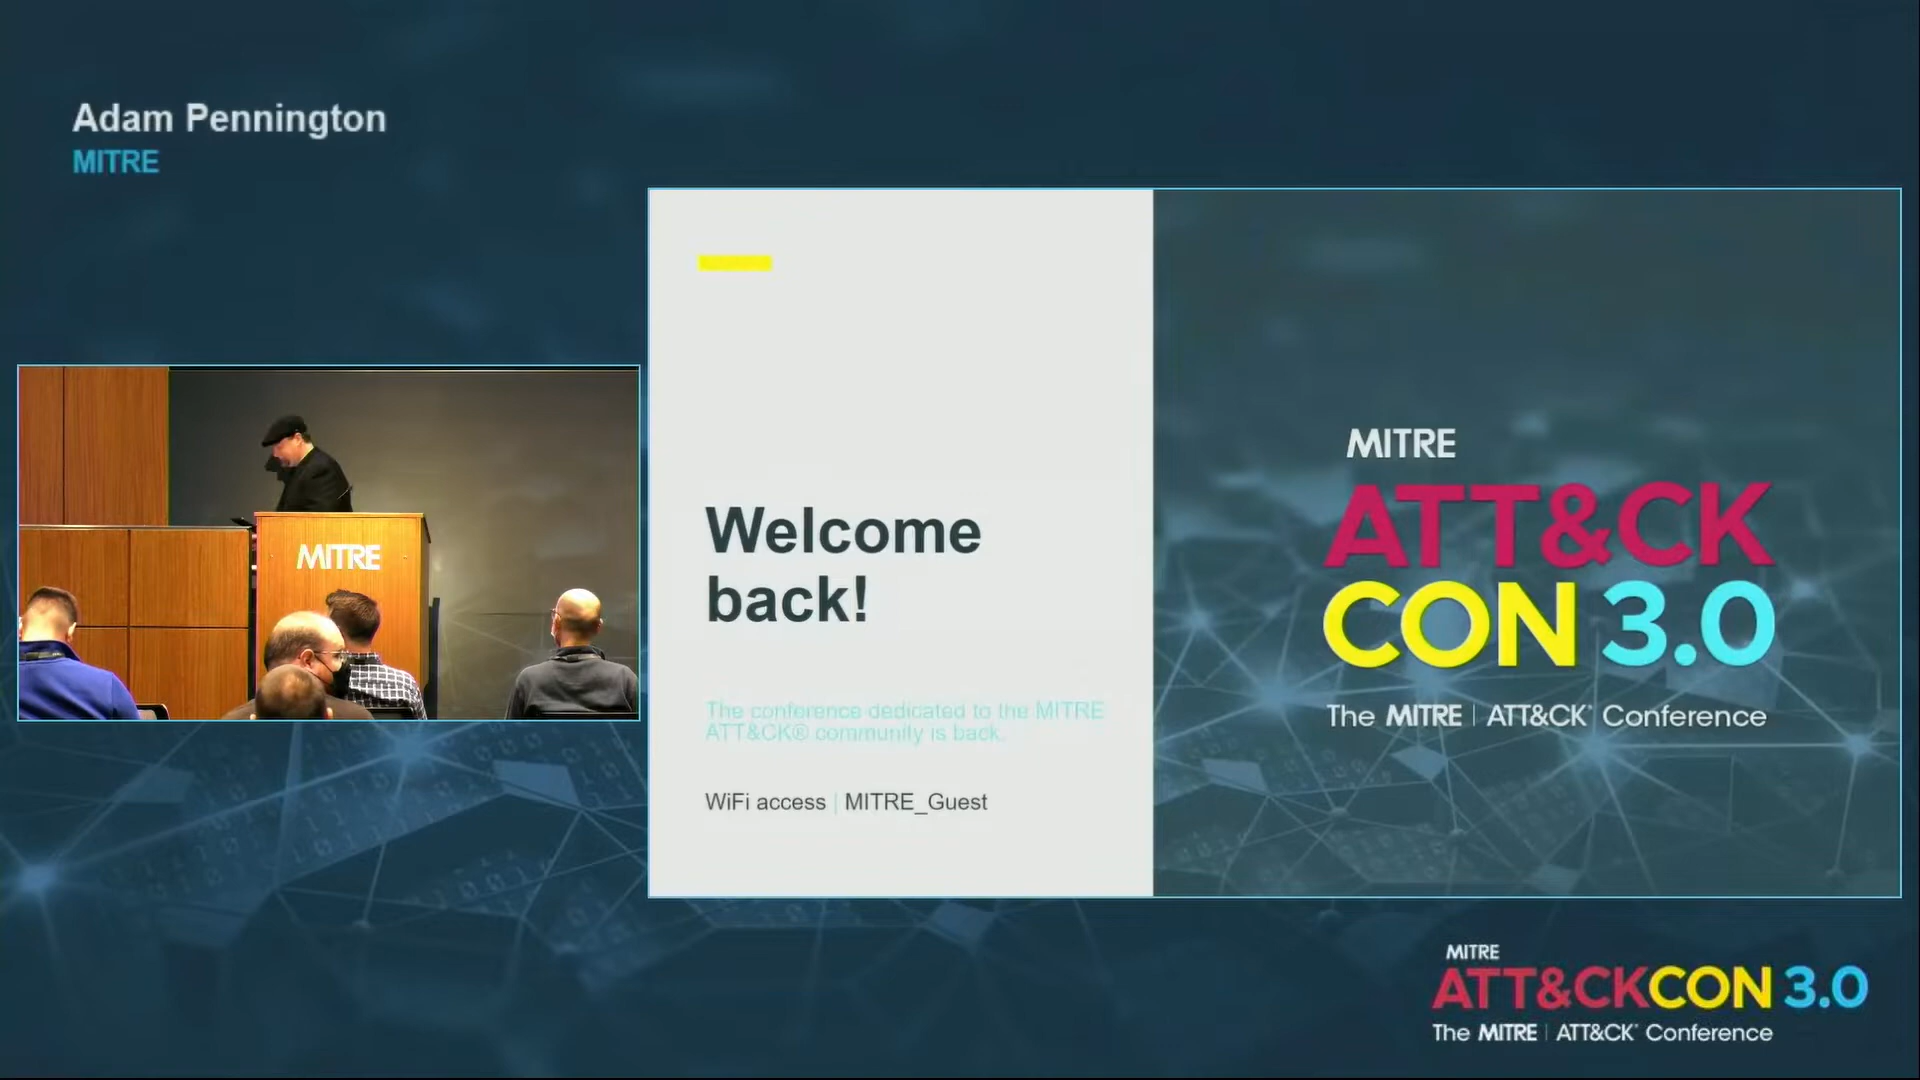 Adam Pennington
MITRE
MITRE
Welcome
back!
The conference dedicated to the MITRE
ATT&CK® community is back.
WiFi access | MITRE_Guest
MITRE
ATT&CK
CON 3.0
The MITRE | ATT&CK® Conference
MITRE
ATT&CKCON 3.0
The MITRE | ATT&CK® Conference